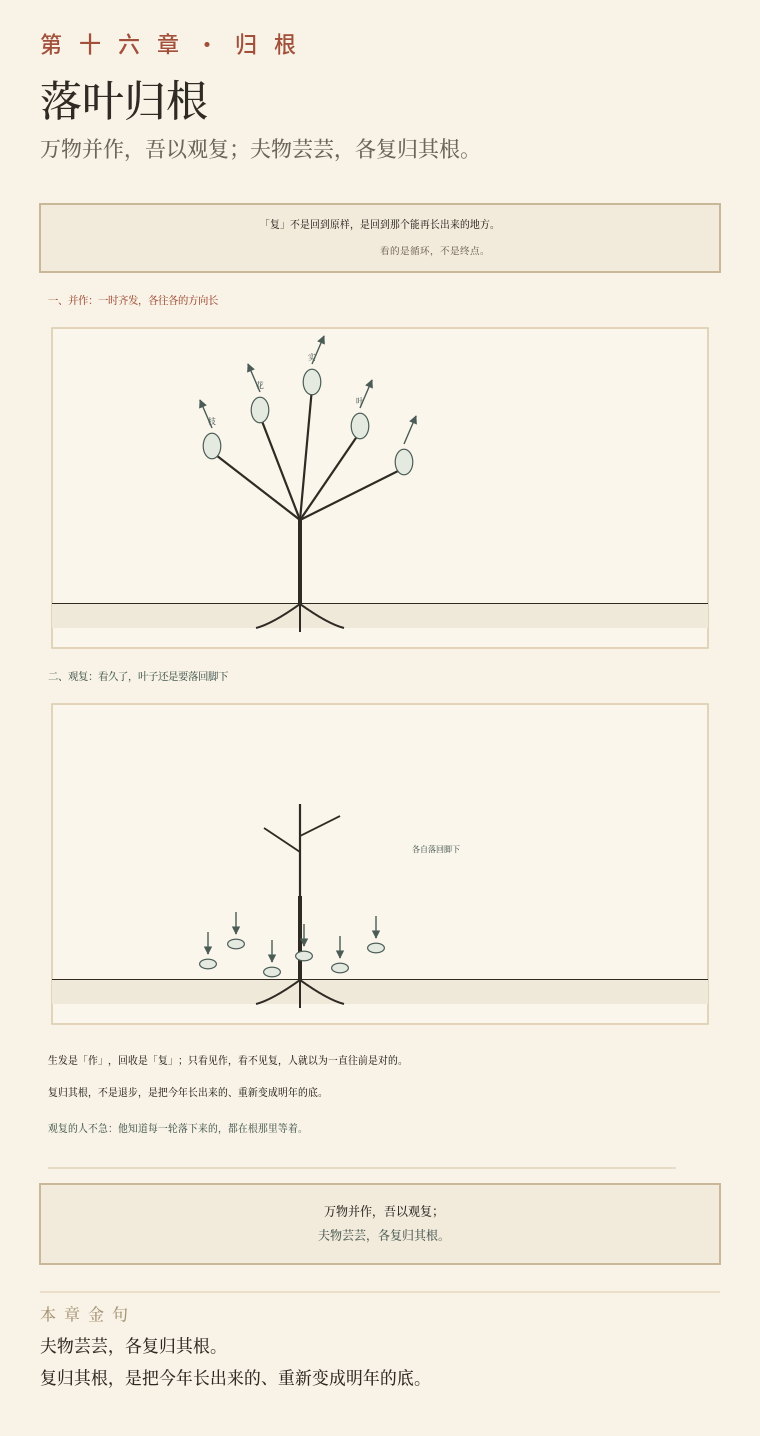 第十六章·归根
落叶归根
万物并作，吾以观复；夫物芸芸，各复归其根。
「复」不是回到原样，是回到那个能再长出来的地方。
看的是循环，不是终点。
一、并作：一时齐发，各往各的方向长
实
花
叶
枝
二、观复：看久了，叶子还是要落回脚下
各自落回脚下
生发是「作」，回收是「复」；只看见作，看不见复，人就以为一直往前是对的。
复归其根，不是退步，是把今年长出来的、重新变成明年的底。
观复的人不急：他知道每一轮落下来的，都在根那里等着。
万物并作，吾以观复；
夫物芸芸，各复归其根。
本章金句
夫物芸芸，各复归其根。
复归其根，是把今年长出来的、重新变成明年的底。